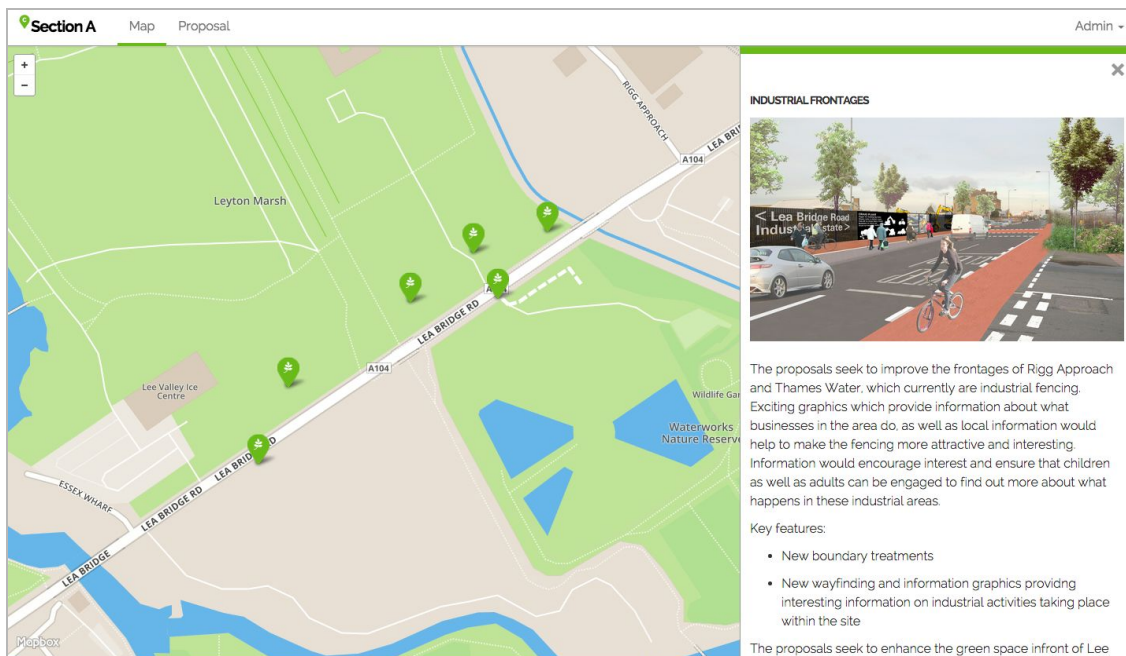 Section A
Map
Proposal
Admin
+
−
RIGG APPROACH
LEA BRI
A104
Leyton Marsh
LEA BRIDGE RD
A104
Lee Valley Ice
Centre
Wildlife Gar
Waterworks
Nature Reserve
LEA BRIDGE RD
ESSEX WHARF
LEA BRIDGE RD
LEA BRIDGE
Mapbox
INDUSTRIAL FRONTAGES
< Lea Bridge Road
Industrial Estate >
The proposals seek to improve the frontages of Rigg Approach
and Thames Water, which currently are industrial fencing.
Exciting graphics which provide information about what
businesses in the area do, as well as local information would
help to make the fencing more attractive and interesting.
Information would encourage interest and ensure that children
as well as adults can be engaged to find out more about what
happens in these industrial areas.
Key features:
• New boundary treatments
• New wayfinding and information graphics providing
interesting information on industrial activities taking place
within the site
The proposals seek to enhance the green space infront of Lee